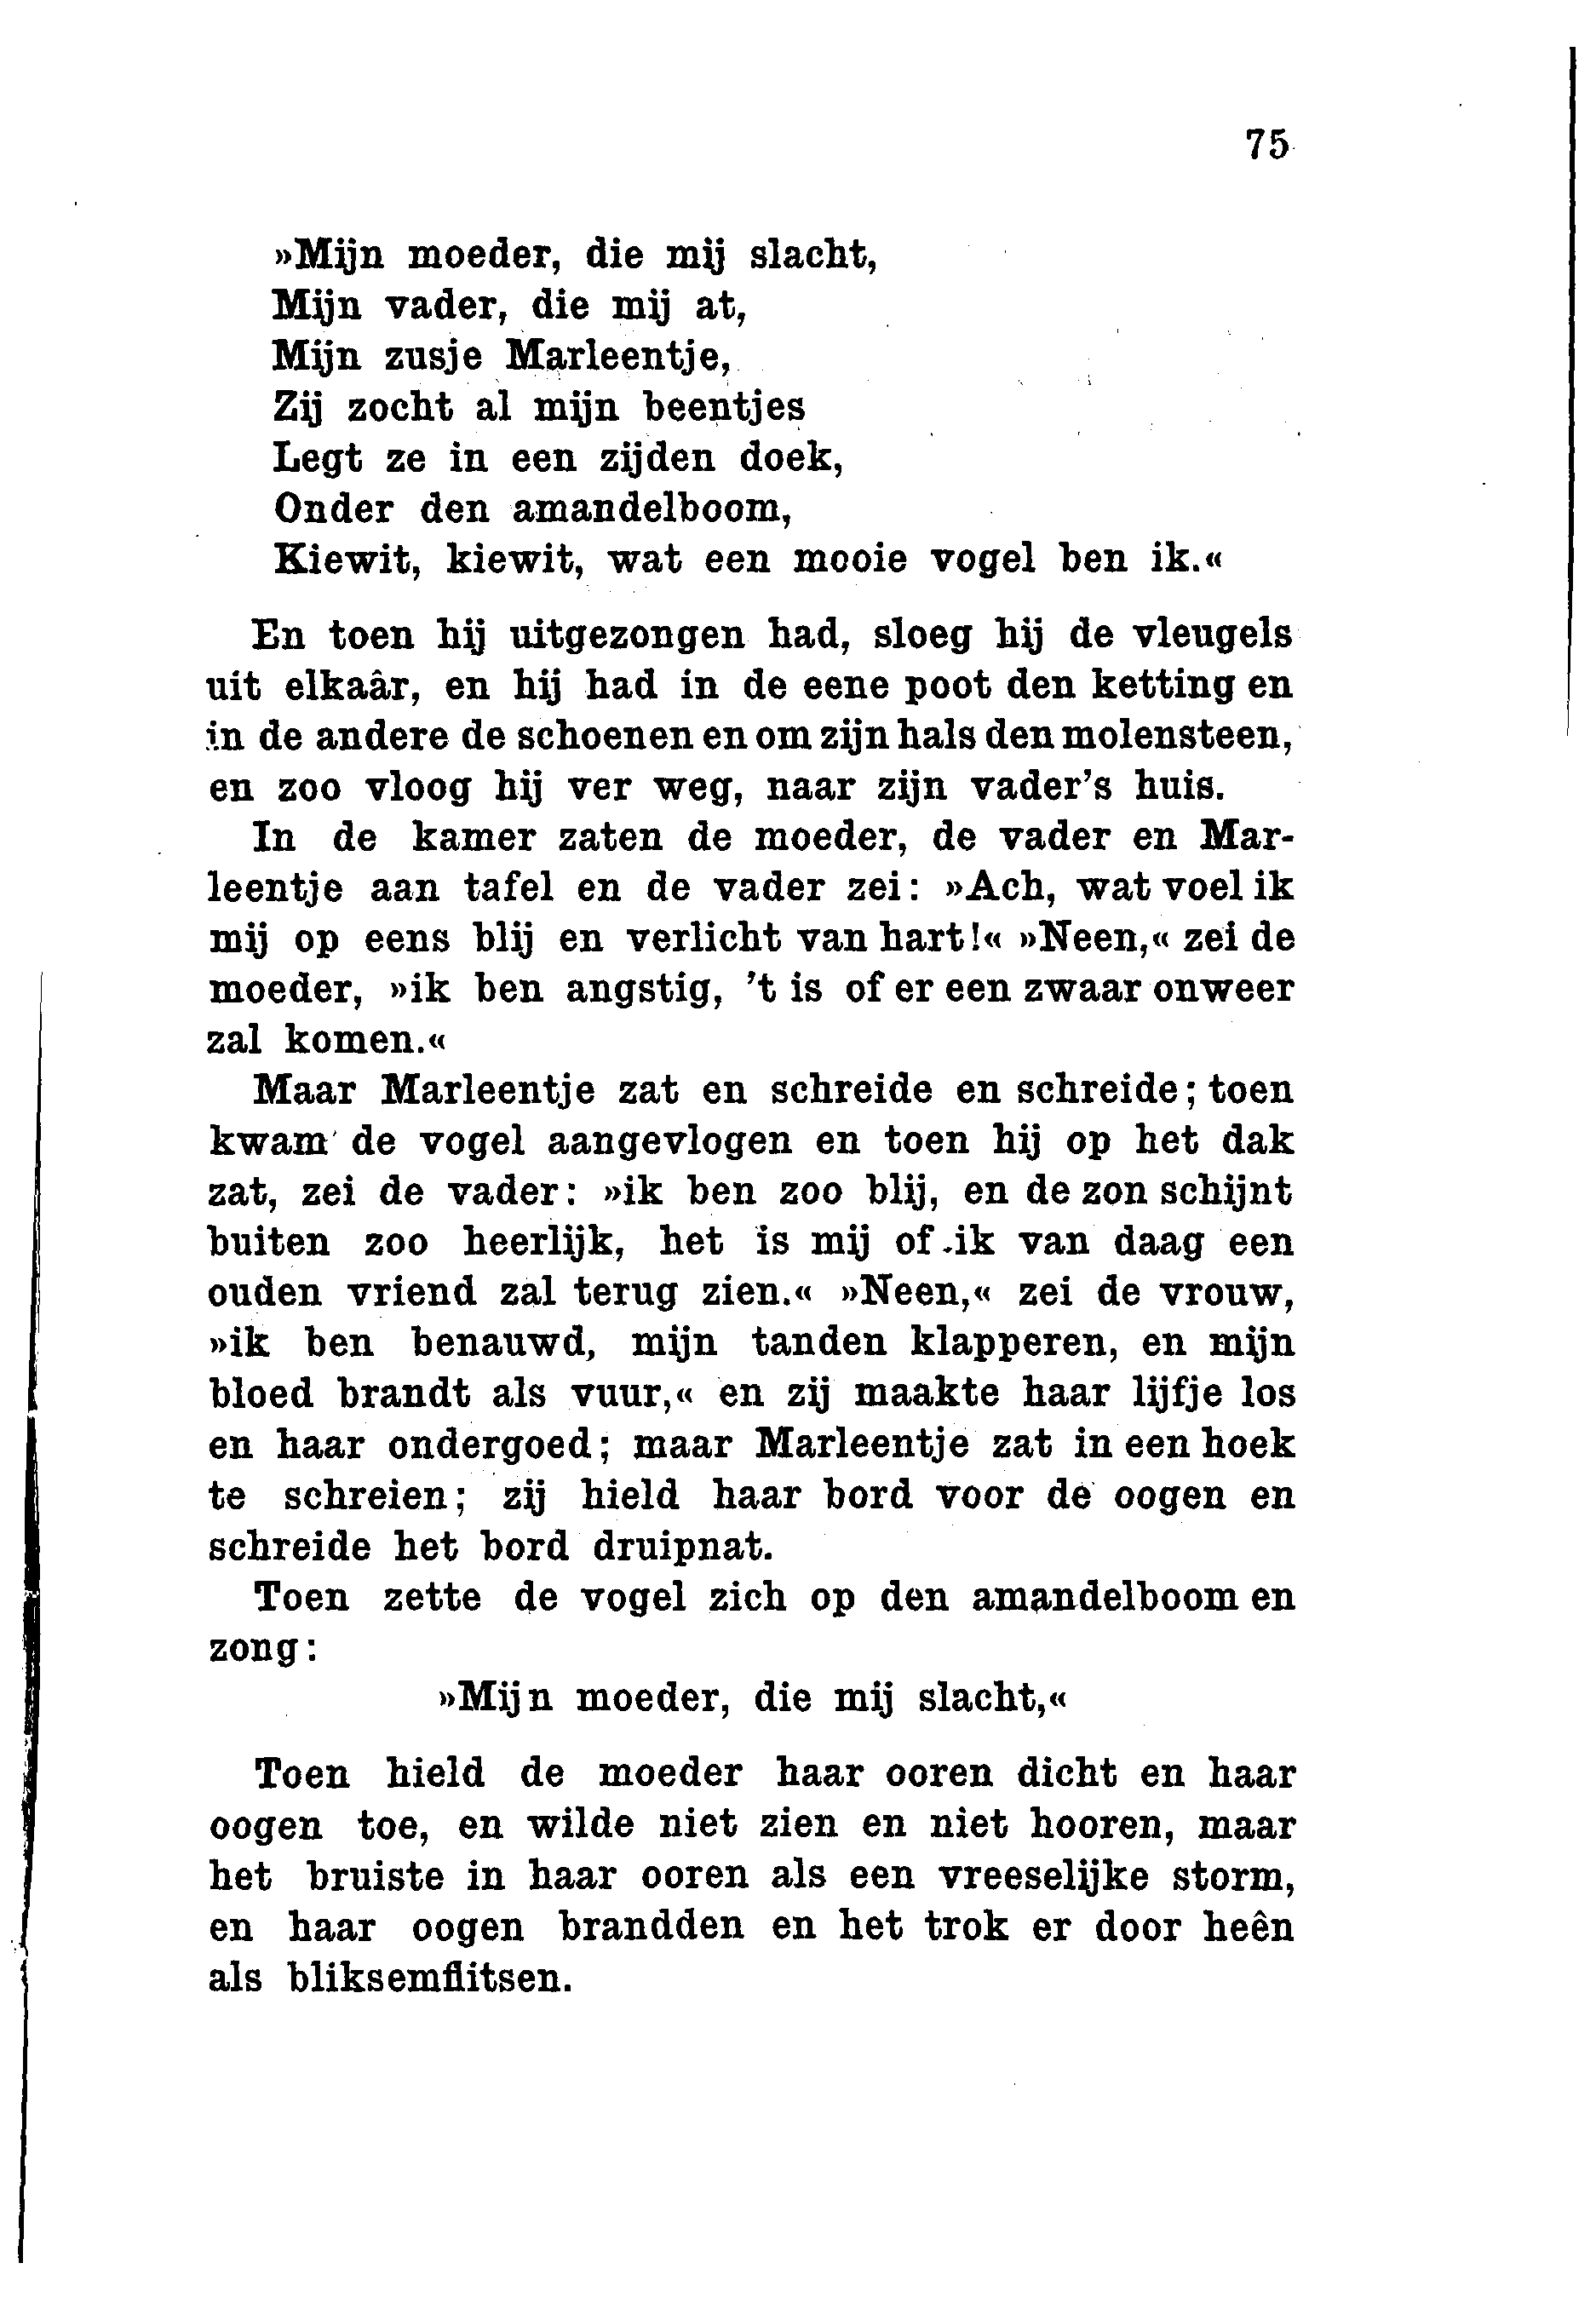 75
»Mijn moeder, die mij slacht,
Mijn vader, die mij at,
Mijn zusje Marleentje,
Zij zocht al mijn beentjes
Legt ze in een zijden doek,
Onder den amandelboom,
Kiewit, kiewit, wat een mooie vogel ben ik.«
En toen hij uitgezongen had, sloeg hij de vleugels
uit elkaâr, en hij had in de eene poot den ketting en
in de andere de schoenen en om zijn hals den molensteen,
en zoo vloog hij ver weg, naar zijn vader's huis.
In de kamer zaten de moeder, de vader en Mar-
leentje aan tafel en de vader zei: »Ach, wat voel ik
mij op eens blij en verlicht van hart!« »Neen,« zei de
moeder, »ik ben angstig, 't is of er een zwaar onweer
zal komen.«
Maar Marleentje zat en schreide en schreide; toen
kwam de vogel aangevlogen en toen hij op het dak
zat, zei de vader: »ik ben zoo blij, en de zon schijnt
buiten zoo heerlijk, het is mij of ik van daag een
ouden vriend zal terug zien.« »Neen,« zei de vrouw,
»ik ben benauwd, mijn tanden klapperen, en mijn
bloed brandt als vuur,« en zij maakte haar lijfje los
en haar ondergoed; maar Marleentje zat in een hoek
te schreien; zij hield haar bord voor de oogen en
schreide het bord druipnat.
Toen zette de vogel zich op den amandelboom en
zong:
»Mijn moeder, die mij slacht,«
Toen hield de moeder haar ooren dicht en haar
oogen toe, en wilde niet zien en niet hooren, maar
het bruiste in haar ooren als een vreeselijke storm,
en haar oogen brandden en het trok er door heên
als bliksemflitsen.